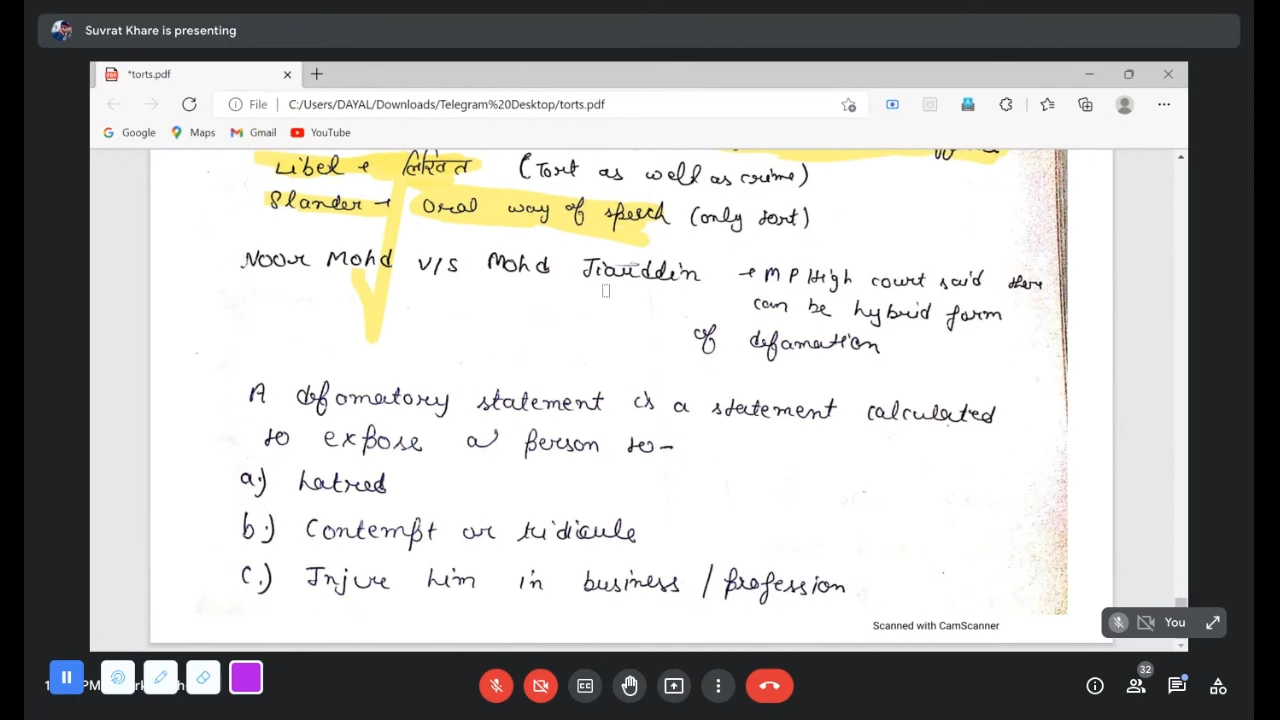 Suvrat Khare is presenting
*torts.pdf
File C:/Users/DAYAL/Downloads/Telegram%20Desktop/torts.pdf
Google Maps Gmail YouTube
Libel → लिखित (Tort as well as crime)
Slander → Oral way of speech (only tort)
Noor Mohd v/s Mohd Jiauddin → M P High court said there
can be hybrid form
of defamation
A defamatory statement is a statement calculated
to expose a person to -
a.) hatred
b.) Contempt or ridicule
c.) Injure him in business / profession
Scanned with CamScanner
You
32